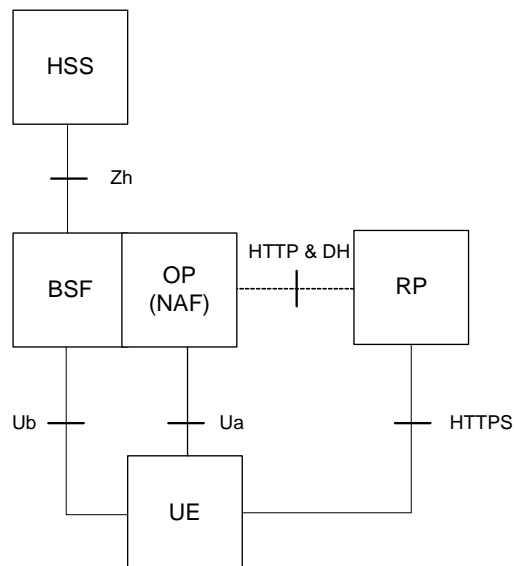 HSS
Zh
HTTP & DH
BSF
OP
(NAF)
RP
Ub
Ua
HTTPS
UE